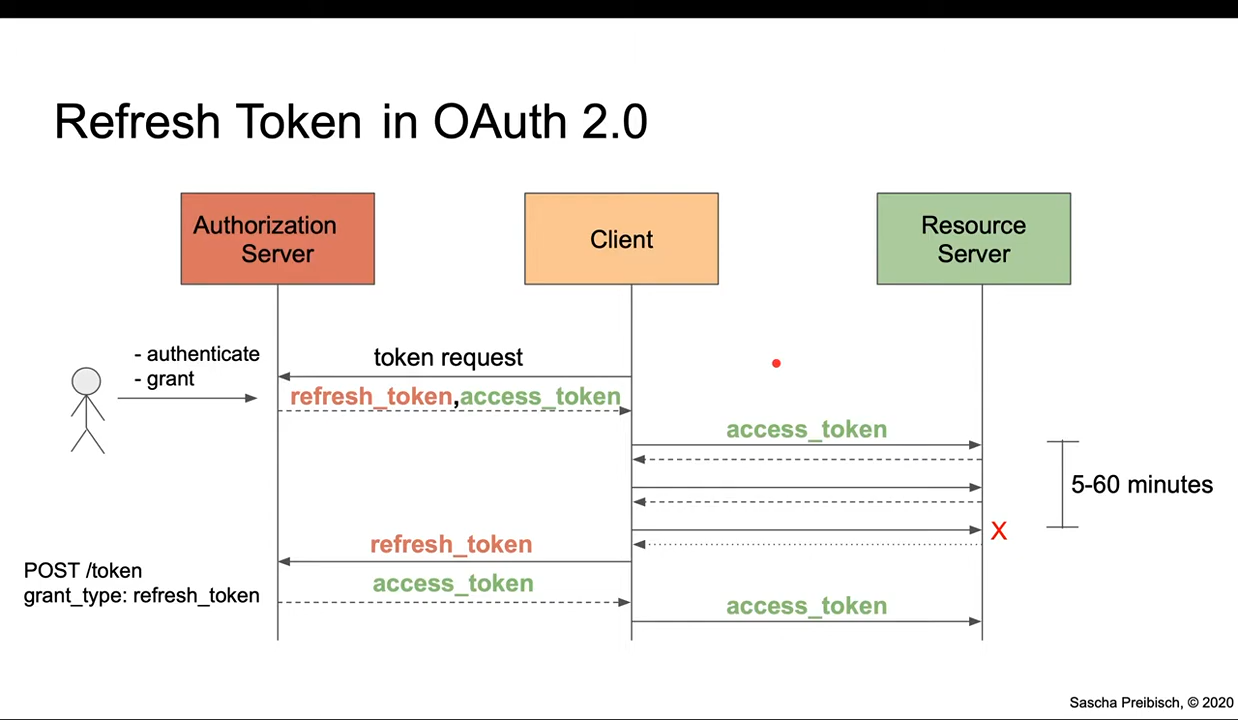 Refresh Token in OAuth 2.0
Authorization
Server
Client
Resource
Server
- authenticate
- grant
token request
refresh_token,access_token
access_token
5-60 minutes
X
refresh_token
POST /token
grant_type: refresh_token
access_token
access_token
Sascha Preibisch, © 2020